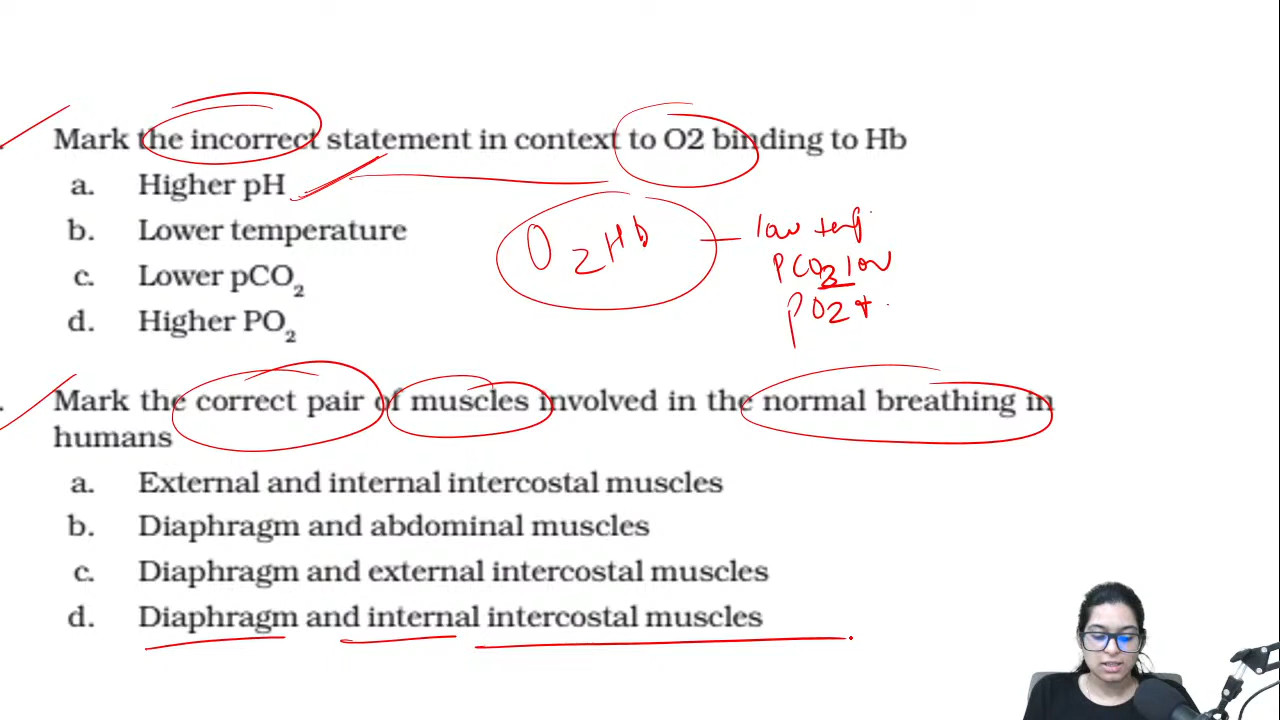 Mark the incorrect statement in context to O2 binding to Hb
a. Higher pH
b. Lower temperature
c. Lower pCO₂
d. Higher PO₂
O2Hb
low temp
PCO2 low
PO2 ↑
. Mark the correct pair of muscles involved in the normal breathing in
humans
a. External and internal intercostal muscles
b. Diaphragm and abdominal muscles
c. Diaphragm and external intercostal muscles
d. Diaphragm and internal intercostal muscles